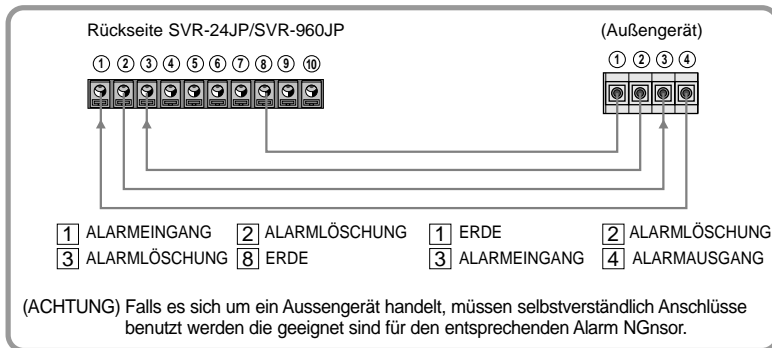 Rückseite SVR-24JP/SVR-960JP (Außengerät)
1 2 3 4 5 6 7 8 9 10 1 2 3 4
1 ALARMEINGANG 2 ALARMLÖSCHUNG 1 ERDE 2 ALARMLÖSCHUNG
3 ALARMLÖSCHUNG 8 ERDE 3 ALARMEINGANG 4 ALARMAUSGANG
(ACHTUNG) Falls es sich um ein Aussengerät handelt, müssen selbstverständlich Anschlüsse
benutzt werden die geeignet sind für den entsprechenden Alarm NGnsor.